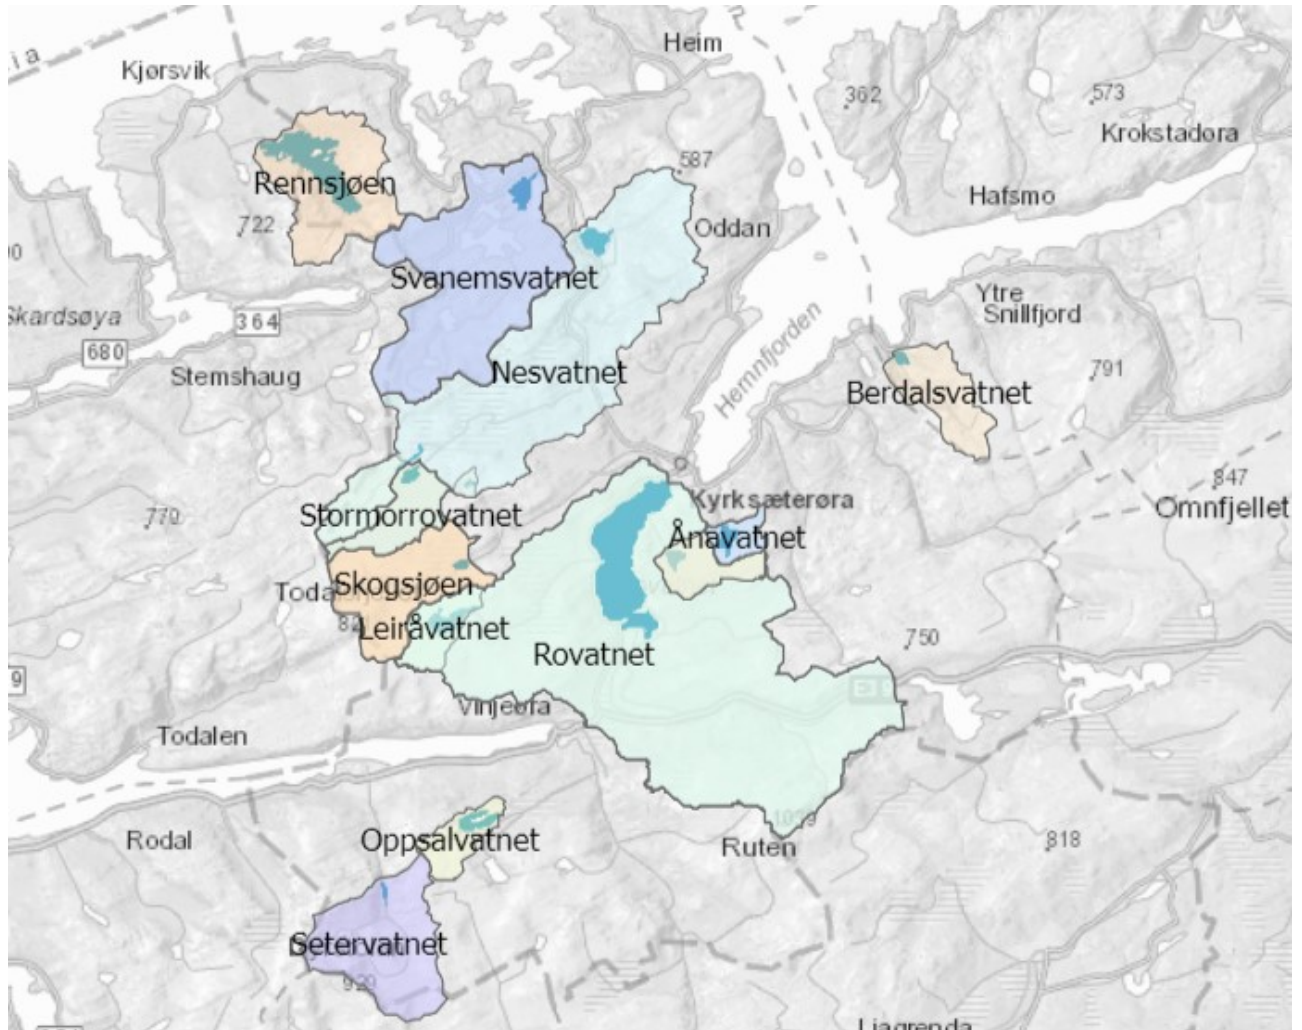 ia
Heim
Kjørsvik
362
573
Krokstadøra
587
Rennsjøen
Hafsmo
722
Oddan
Svanemsvatnet
Ytre
Snillfjord
Skardsøya
364
680
Hemnfjorden
Stemshaug
Nesvatnet
791
Berdalsvatnet
847
Kyrksæterøra
Omnfjellet
770
Stormorrovatnet
Ånavatnet
Skogsjøen
Toda
Leiråvatnet
750
Rovatnet
9
Vinjeøra
Todalen
Rodal
Oppsalvatnet
Ruten
818
Setervatnet